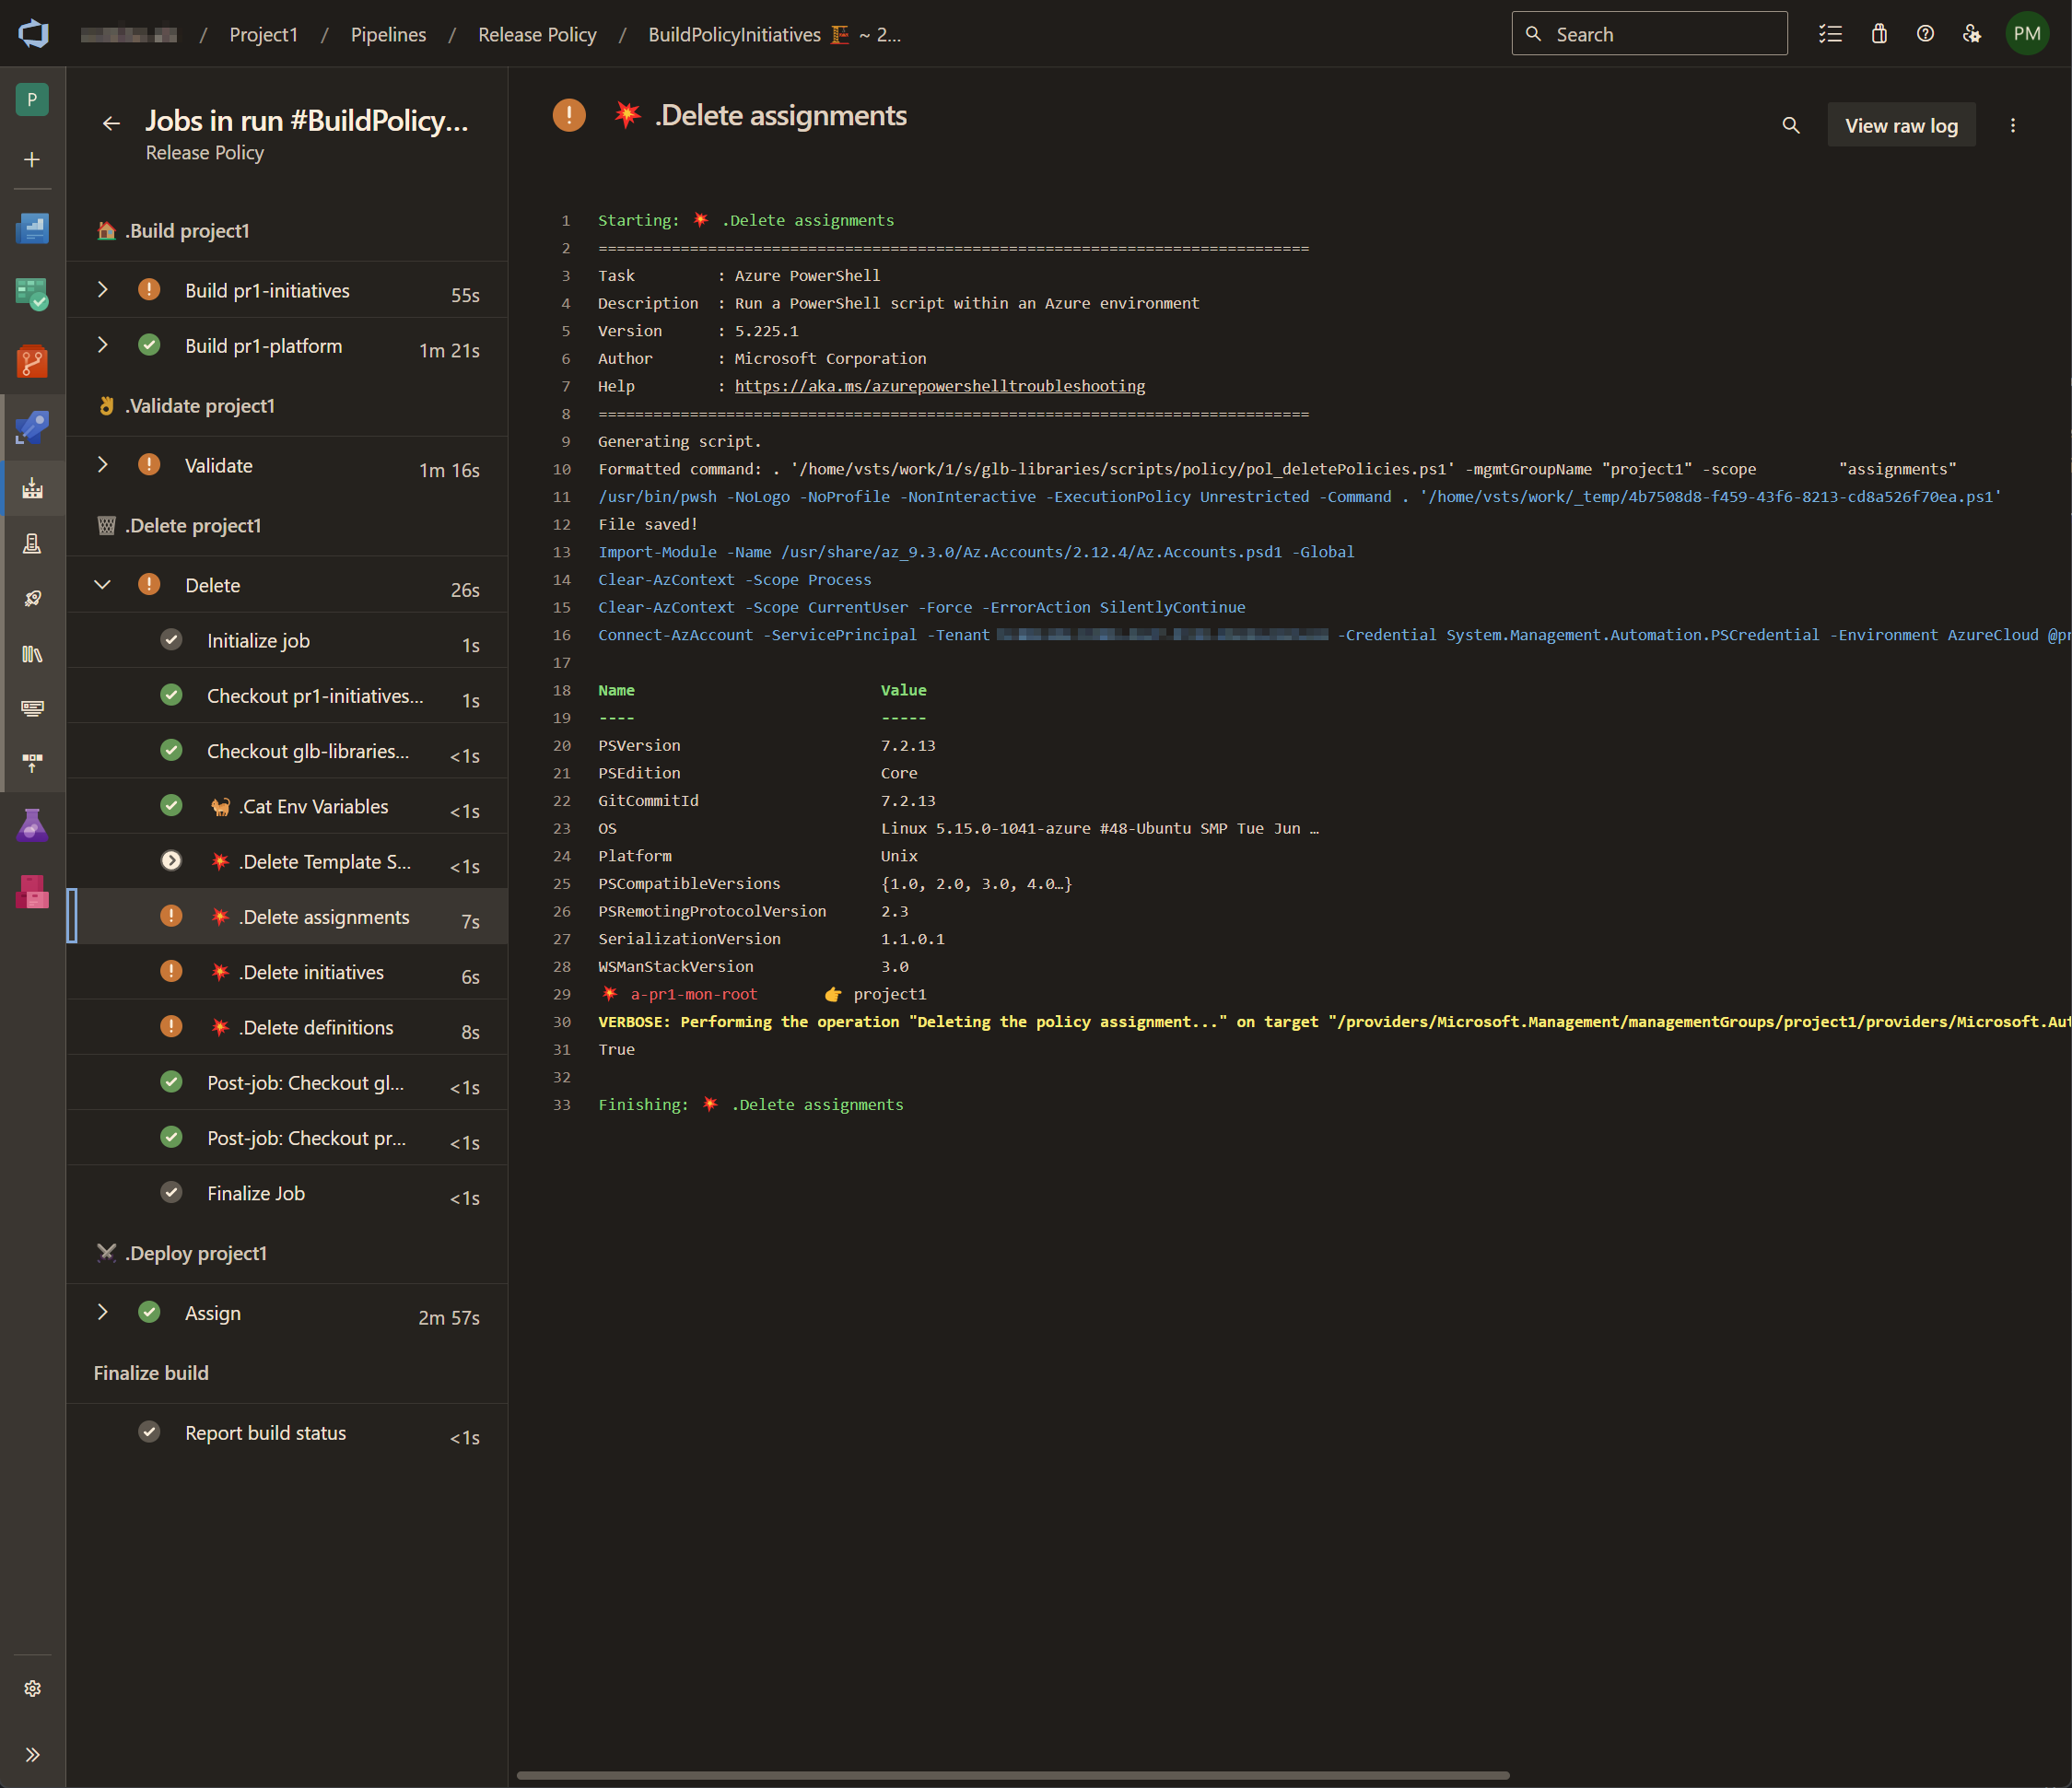 / Project1 / Pipelines / Release Policy / BuildPolicyInitiatives 🏗️ ~ 2...
Search
PM
P
Jobs in run #BuildPolicy...
Release Policy
🏠 .Build project1
Build pr1-initiatives 55s
Build pr1-platform 1m 21s
👌 .Validate project1
Validate 1m 16s
🗑️ .Delete project1
Delete 26s
Initialize job 1s
Checkout pr1-initiatives... 1s
Checkout glb-libraries... <1s
🐈 .Cat Env Variables <1s
💥 .Delete Template S... <1s
💥 .Delete assignments 7s
💥 .Delete initiatives 6s
💥 .Delete definitions 8s
Post-job: Checkout gl... <1s
Post-job: Checkout pr... <1s
Finalize Job <1s
⚔️ .Deploy project1
Assign 2m 57s
Finalize build
Report build status <1s
💥 .Delete assignments
View raw log
1 Starting: 💥 .Delete assignments
2 ==============================================================================
3 Task : Azure PowerShell
4 Description : Run a PowerShell script within an Azure environment
5 Version : 5.225.1
6 Author : Microsoft Corporation
7 Help : https://aka.ms/azurepowershelltroubleshooting
8 ==============================================================================
9 Generating script.
10 Formatted command: . '/home/vsts/work/1/s/glb-libraries/scripts/policy/pol_deletePolicies.ps1' -mgmtGroupName "project1" -scope "assignments"
11 /usr/bin/pwsh -NoLogo -NoProfile -NonInteractive -ExecutionPolicy Unrestricted -Command . '/home/vsts/work/_temp/4b7508d8-f459-43f6-8213-cd8a526f70ea.ps1'
12 File saved!
13 Import-Module -Name /usr/share/az_9.3.0/Az.Accounts/2.12.4/Az.Accounts.psd1 -Global
14 Clear-AzContext -Scope Process
15 Clear-AzContext -Scope CurrentUser -Force -ErrorAction SilentlyContinue
16 Connect-AzAccount -ServicePrincipal -Tenant -Credential System.Management.Automation.PSCredential -Environment AzureCloud @pr
17
18 Name Value
19 ---- -----
20 PSVersion 7.2.13
21 PSEdition Core
22 GitCommitId 7.2.13
23 OS Linux 5.15.0-1041-azure #48-Ubuntu SMP Tue Jun …
24 Platform Unix
25 PSCompatibleVersions {1.0, 2.0, 3.0, 4.0…}
26 PSRemotingProtocolVersion 2.3
27 SerializationVersion 1.1.0.1
28 WSManStackVersion 3.0
29 💥 a-pr1-mon-root 👉 project1
30 VERBOSE: Performing the operation "Deleting the policy assignment..." on target "/providers/Microsoft.Management/managementGroups/project1/providers/Microsoft.Aut
31 True
32
33 Finishing: 💥 .Delete assignments